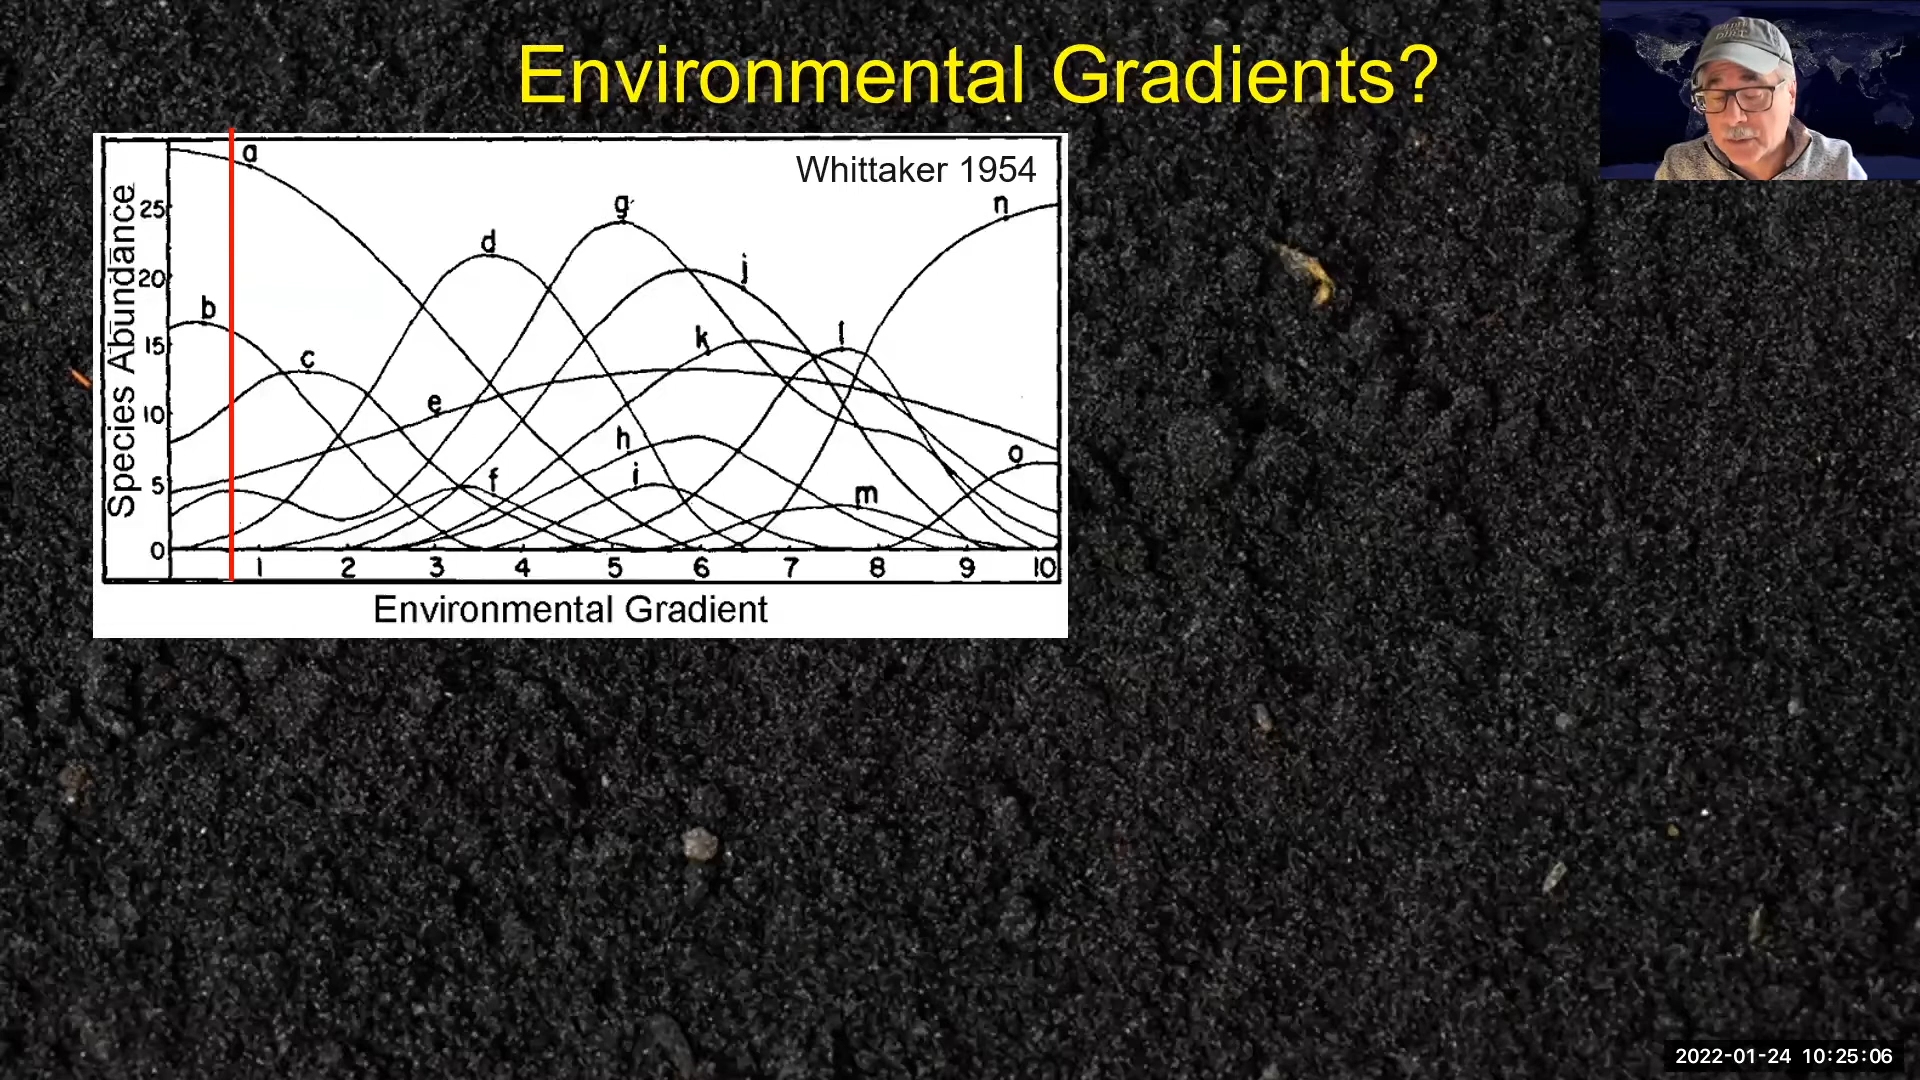 Environmental Gradients?
Whittaker 1954
Species Abundance
25
20
15
10
5
0
a
b
c
d
e
f
g
h
i
j
k
l
m
n
o
1 2 3 4 5 6 7 8 9 10
Environmental Gradient
2022-01-24 10:25:06